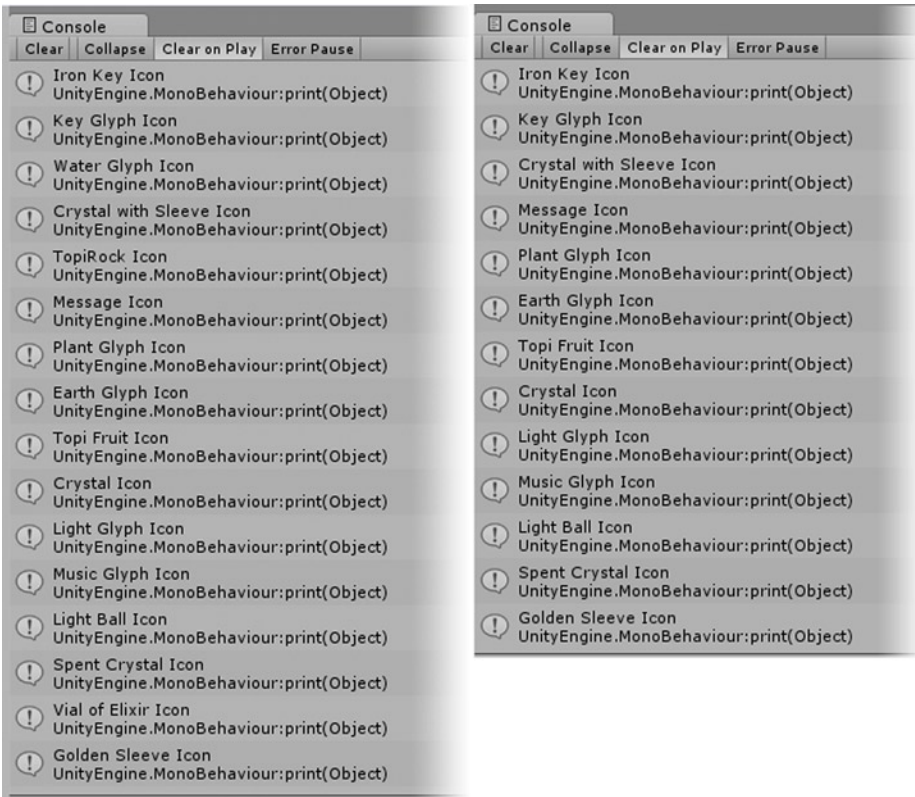 Console
Clear Collapse Clear on Play Error Pause
Iron Key Icon
UnityEngine.MonoBehaviour:print(Object)
Key Glyph Icon
UnityEngine.MonoBehaviour:print(Object)
Water Glyph Icon
UnityEngine.MonoBehaviour:print(Object)
Crystal with Sleeve Icon
UnityEngine.MonoBehaviour:print(Object)
TopiRock Icon
UnityEngine.MonoBehaviour:print(Object)
Message Icon
UnityEngine.MonoBehaviour:print(Object)
Plant Glyph Icon
UnityEngine.MonoBehaviour:print(Object)
Earth Glyph Icon
UnityEngine.MonoBehaviour:print(Object)
Topi Fruit Icon
UnityEngine.MonoBehaviour:print(Object)
Crystal Icon
UnityEngine.MonoBehaviour:print(Object)
Light Glyph Icon
UnityEngine.MonoBehaviour:print(Object)
Music Glyph Icon
UnityEngine.MonoBehaviour:print(Object)
Light Ball Icon
UnityEngine.MonoBehaviour:print(Object)
Spent Crystal Icon
UnityEngine.MonoBehaviour:print(Object)
Vial of Elixir Icon
UnityEngine.MonoBehaviour:print(Object)
Golden Sleeve Icon
UnityEngine.MonoBehaviour:print(Object)
Console
Clear Collapse Clear on Play Error Pause
Iron Key Icon
UnityEngine.MonoBehaviour:print(Object)
Key Glyph Icon
UnityEngine.MonoBehaviour:print(Object)
Crystal with Sleeve Icon
UnityEngine.MonoBehaviour:print(Object)
Message Icon
UnityEngine.MonoBehaviour:print(Object)
Plant Glyph Icon
UnityEngine.MonoBehaviour:print(Object)
Earth Glyph Icon
UnityEngine.MonoBehaviour:print(Object)
Topi Fruit Icon
UnityEngine.MonoBehaviour:print(Object)
Crystal Icon
UnityEngine.MonoBehaviour:print(Object)
Light Glyph Icon
UnityEngine.MonoBehaviour:print(Object)
Music Glyph Icon
UnityEngine.MonoBehaviour:print(Object)
Light Ball Icon
UnityEngine.MonoBehaviour:print(Object)
Spent Crystal Icon
UnityEngine.MonoBehaviour:print(Object)
Golden Sleeve Icon
UnityEngine.MonoBehaviour:print(Object)